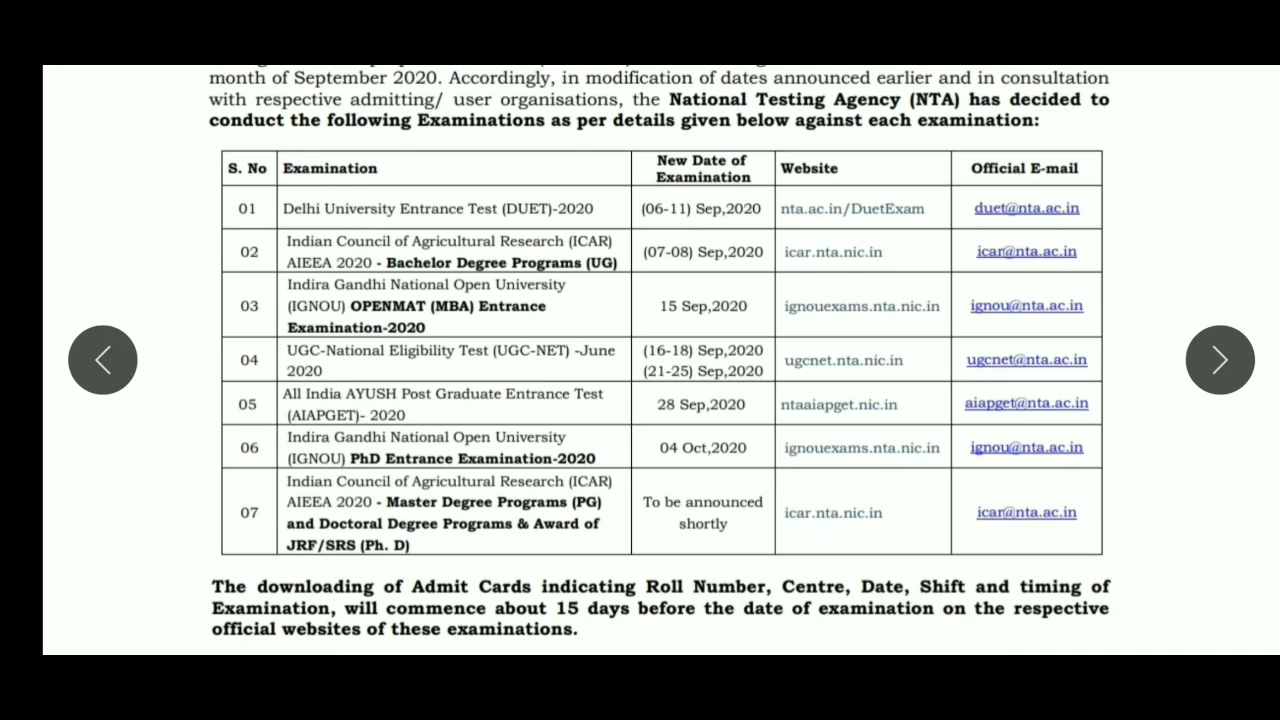 month of September 2020. Accordingly, in modification of dates announced earlier and in consultation
with respective admitting/ user organisations, the National Testing Agency (NTA) has decided to
conduct the following Examinations as per details given below against each examination:
S. No Examination New Date of Examination Website Official E-mail
01 Delhi University Entrance Test (DUET)-2020 (06-11) Sep,2020 nta.ac.in/DuetExam duet@nta.ac.in
02 Indian Council of Agricultural Research (ICAR)
AIEEA 2020 - Bachelor Degree Programs (UG) (07-08) Sep,2020 icar.nta.nic.in icar@nta.ac.in
03 Indira Gandhi National Open University
(IGNOU) OPENMAT (MBA) Entrance
Examination-2020 15 Sep,2020 ignouexams.nta.nic.in ignou@nta.ac.in
04 UGC-National Eligibility Test (UGC-NET) -June
2020 (16-18) Sep,2020
(21-25) Sep,2020 ugcnet.nta.nic.in ugcnet@nta.ac.in
05 All India AYUSH Post Graduate Entrance Test
(AIAPGET)- 2020 28 Sep,2020 ntaaiapget.nic.in aiapget@nta.ac.in
06 Indira Gandhi National Open University
(IGNOU) PhD Entrance Examination-2020 04 Oct,2020 ignouexams.nta.nic.in ignou@nta.ac.in
07 Indian Council of Agricultural Research (ICAR)
AIEEA 2020 - Master Degree Programs (PG)
and Doctoral Degree Programs & Award of
JRF/SRS (Ph. D) To be announced
shortly icar.nta.nic.in icar@nta.ac.in
The downloading of Admit Cards indicating Roll Number, Centre, Date, Shift and timing of
Examination, will commence about 15 days before the date of examination on the respective
official websites of these examinations.